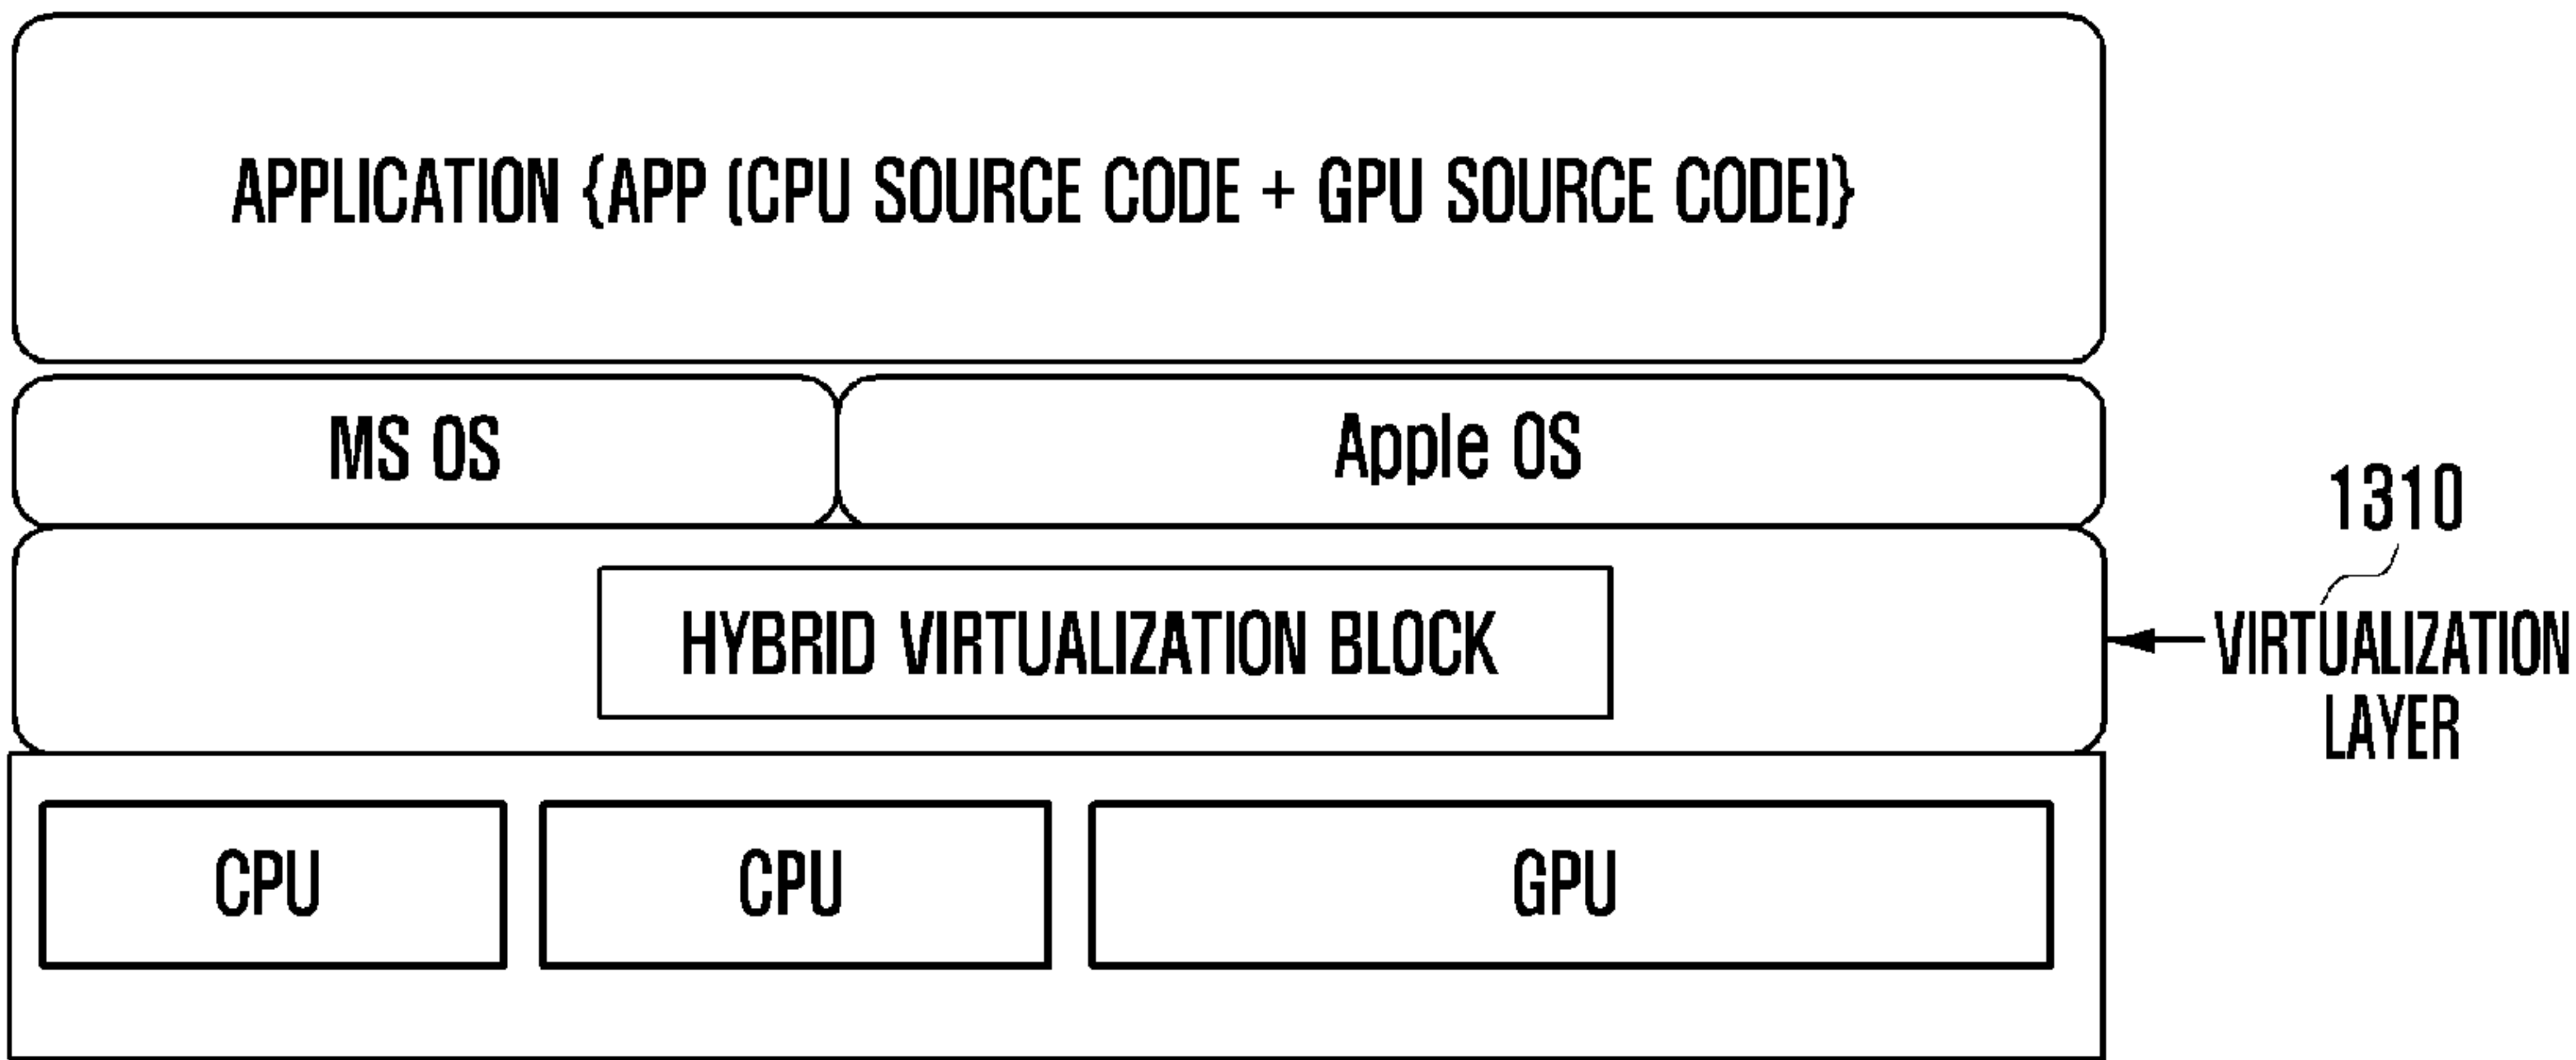 APPLICATION {APP (CPU SOURCE CODE + GPU SOURCE CODE)}
MS OS
Apple OS
1310
HYBRID VIRTUALIZATION BLOCK
VIRTUALIZATION
LAYER
CPU
CPU
GPU